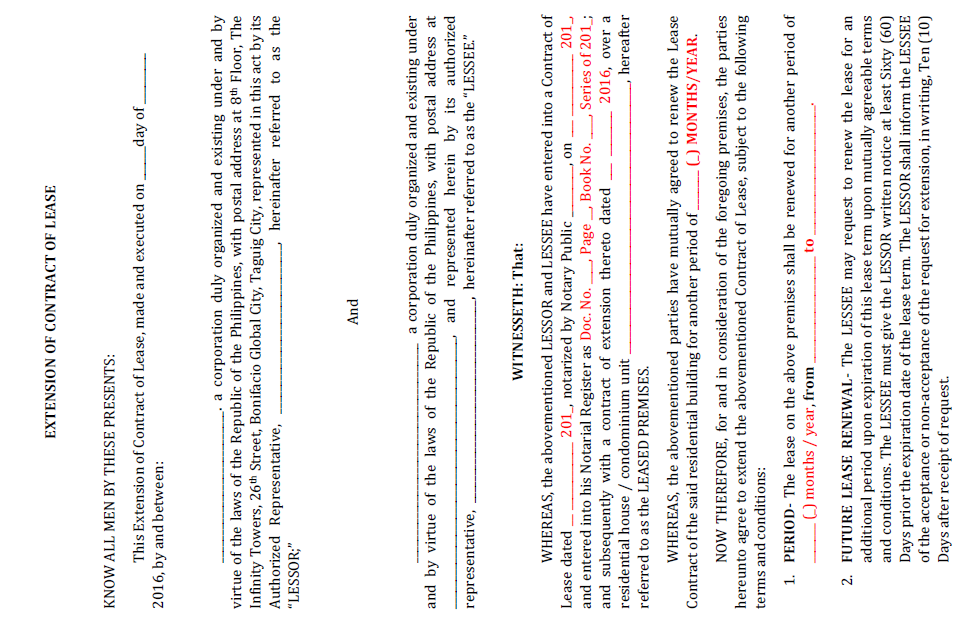 EXTENSION OF CONTRACT OF LEASE
KNOW ALL MEN BY THESE PRESENTS:
This Extension of Contract of Lease, made and executed on _____day of _______
2016, by and between:
____________________. a corporation duly organized and existing under and by
virtue of the laws of the Republic of the Philippines, with postal address at 8th Floor, The
Infinity Towers, 26th Street, Bonifacio Global City, Taguig City, represented in this act by its
Authorized Representative, ______________________, hereinafter referred to as the
“LESSOR;”
And
____________________________ a corporation duly organized and existing under
and by virtue of the laws of the Republic of the Philippines, with postal address at
___________________________________, and represented herein by its authorized
representative, __________________________, hereinafter referred to as the “LESSEE.”
WITNESSETH: That:
WHEREAS, the abovementioned LESSOR and LESSEE have entered into a Contract of
Lease dated __________ 201_, notarized by Notary Public _______, on __ _________ 201_,
and entered into his Notarial Register as Doc. No. ___, Page __, Book No. ___, Series of 201_;
and subsequently with a contract of extension thereto dated __ _______ 2016, over a
residential house / condominium unit ___________________________________, hereafter
referred to as the LEASED PREMISES.
WHEREAS, the abovementioned parties have mutually agreed to renew the Lease
Contract of the said residential building for another period of ______ (_) MONTHS/YEAR.
NOW THEREFORE, for and in consideration of the foregoing premises, the parties
hereunto agree to extend the abovementioned Contract of Lease, subject to the following
terms and conditions:
1. PERIOD- The lease on the above premises shall be renewed for another period of
_____ (_) months / year, from ______________ to _________________.
2. FUTURE LEASE RENEWAL- The LESSEE may request to renew the lease for an
additional period upon expiration of this lease term upon mutually agreeable terms
and conditions. The LESSEE must give the LESSOR written notice at least Sixty (60)
Days prior the expiration date of the lease term. The LESSOR shall inform the LESSEE
of the acceptance or non-acceptance of the request for extension, in writing, Ten (10)
Days after receipt of request.